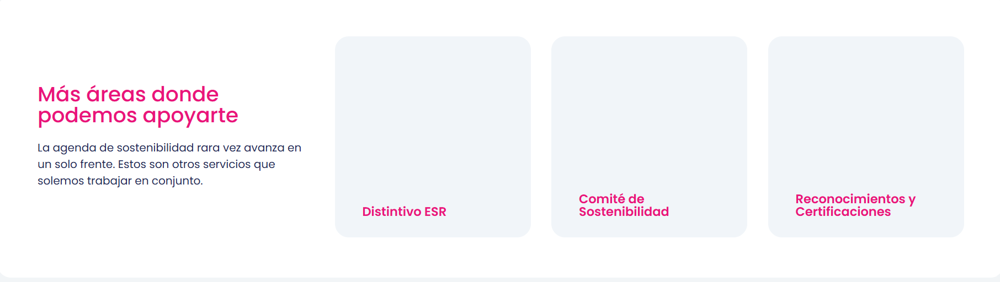 Más áreas donde
podemos apoyarte
La agenda de sostenibilidad rara vez avanza en
un solo frente. Estos son otros servicios que
solemos trabajar en conjunto.
Distintivo ESR
Comité de
Sostenibilidad
Reconocimientos y
Certificaciones